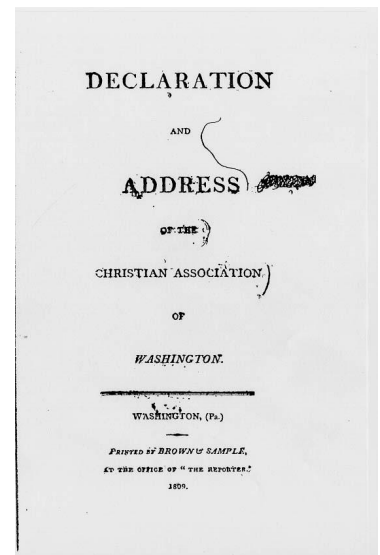 DECLARATION
AND
ADDRESS
OF THE
CHRISTIAN ASSOCIATION
OF
WASHINGTON.
WASHINGTON, (Pa.)
PRINTED BY BROWN & SAMPLE,
AT THE OFFICE OF "THE REPORTER."
1809.